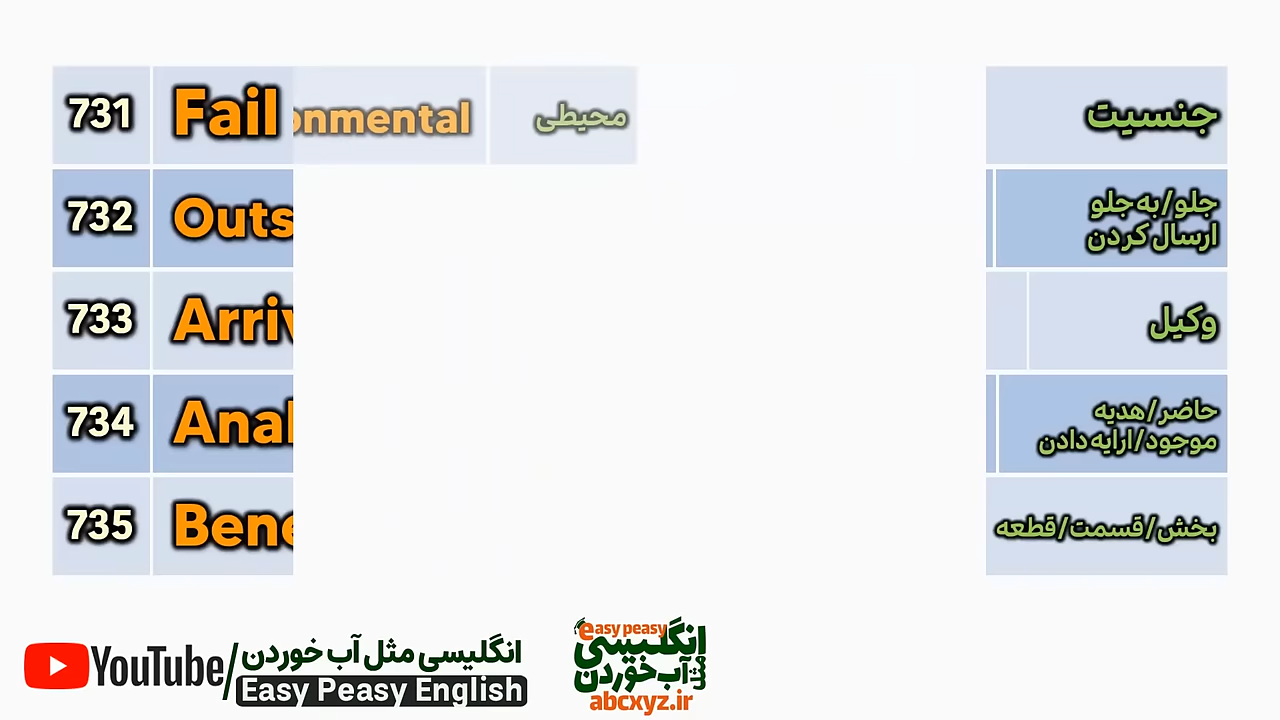 731 Fail onmental محیطی جنسیت
732 Outs جلو/به جلو
ارسال کردن
733 Arriv وکیل
734 Anal حاضر/هدیه
موجود/ارایه دادن
735 Bene بخش/قسمت/قطعه
YouTube/انگلیسی مثل آب خوردن
Easy Peasy English
easy peasy
انگلیسی
مثل آب خوردن
abcxyz.ir